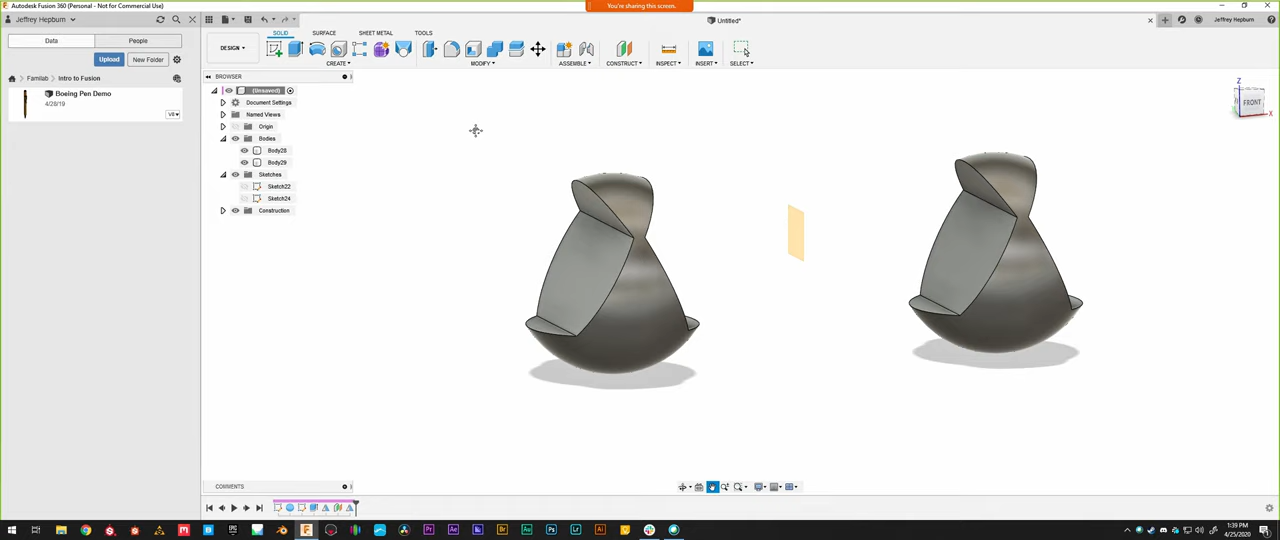 Autodesk Fusion 360 (Personal - Not for Commercial Use)
You're sharing this screen.
Jeffrey Hepburn
Untitled*
Jeffrey Hepburn
Data
People
Upload
New Folder
Familab
Intro to Fusion
Boeing Pen Demo
4/28/19
V8
SOLID
SURFACE
SHEET METAL
TOOLS
DESIGN
CREATE
MODIFY
ASSEMBLE
CONSTRUCT
INSPECT
INSERT
SELECT
BROWSER
(Unsaved)
Document Settings
Named Views
Origin
Bodies
Body28
Body29
Sketches
Sketch22
Sketch24
Construction
Z
FRONT
X
COMMENTS
1:39 PM
4/25/2020